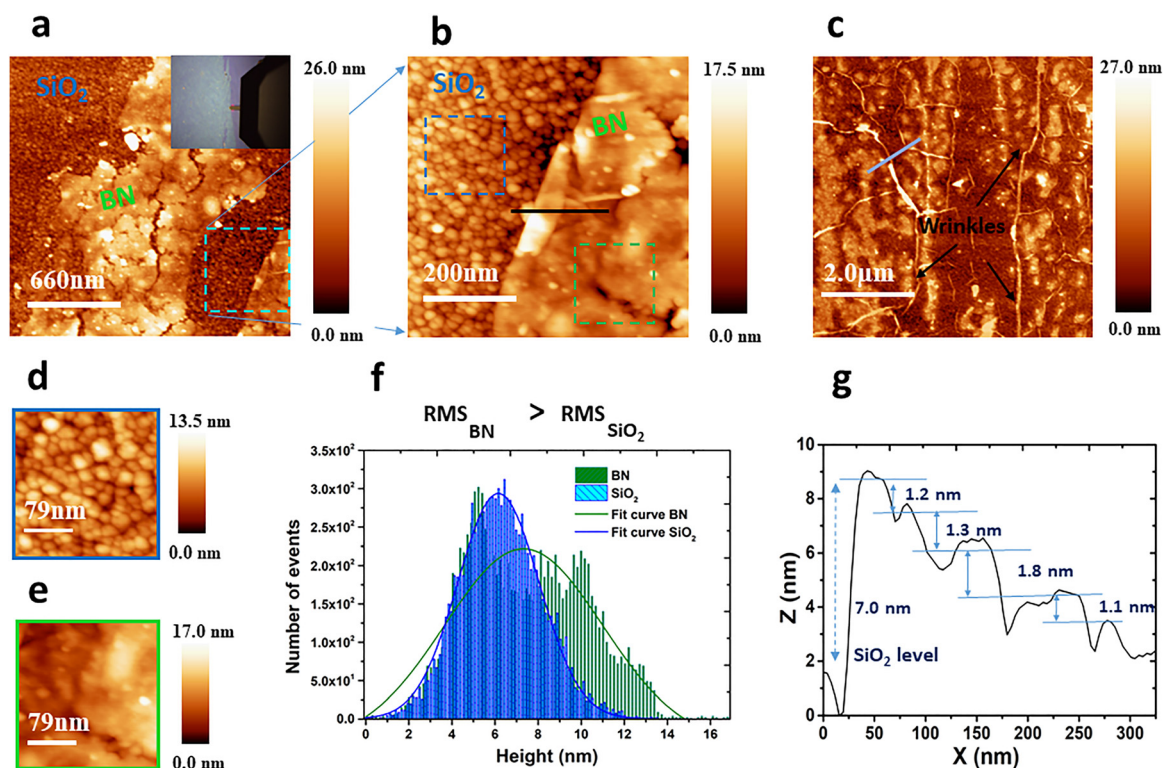 a
SiO2
BN
660nm
26.0 nm
0.0 nm
b
SiO2
BN
200nm
17.5 nm
0.0 nm
c
Wrinkles
2.0µm
27.0 nm
0.0 nm
d
79nm
13.5 nm
0.0 nm
e
79nm
17.0 nm
0.0 nm
f
RMS BN > RMS SiO2
Number of events
3.5x10²
3.0x10²
2.5x10²
2.0x10²
1.5x10²
1.0x10²
5.0x10¹
0.0
BN
SiO2
Fit curve BN
Fit curve SiO2
0 2 4 6 8 10 12 14 16
Height (nm)
g
Z (nm)
10
8
6
4
2
0
1.2 nm
1.3 nm
1.8 nm
1.1 nm
7.0 nm
SiO2 level
0 50 100 150 200 250 300
X (nm)